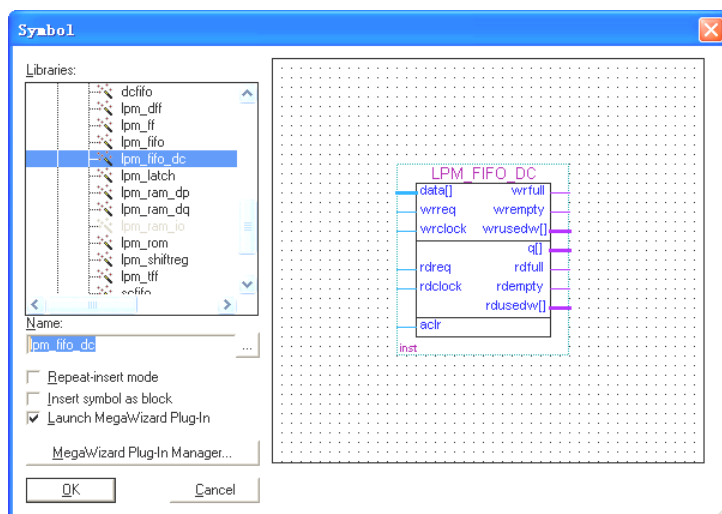 Symbol
Libraries:
dcfifo
lpm_dff
lpm_ff
lpm_fifo
lpm_fifo_dc
lpm_latch
lpm_ram_dp
lpm_ram_dq
lpm_ram_io
lpm_rom
lpm_shiftreg
lpm_tff
scfifo
Name:
lpm_fifo_dc
...
Repeat-insert mode
Insert symbol as block
Launch MegaWizard Plug-In
MegaWizard Plug-In Manager...
OK
Cancel
LPM_FIFO_DC
data[] wrfull
wrreq wrempty
wrclock wrusedw[]
q[]
rdreq rdfull
rdclock rdempty
rdusedw[]
aclr
inst